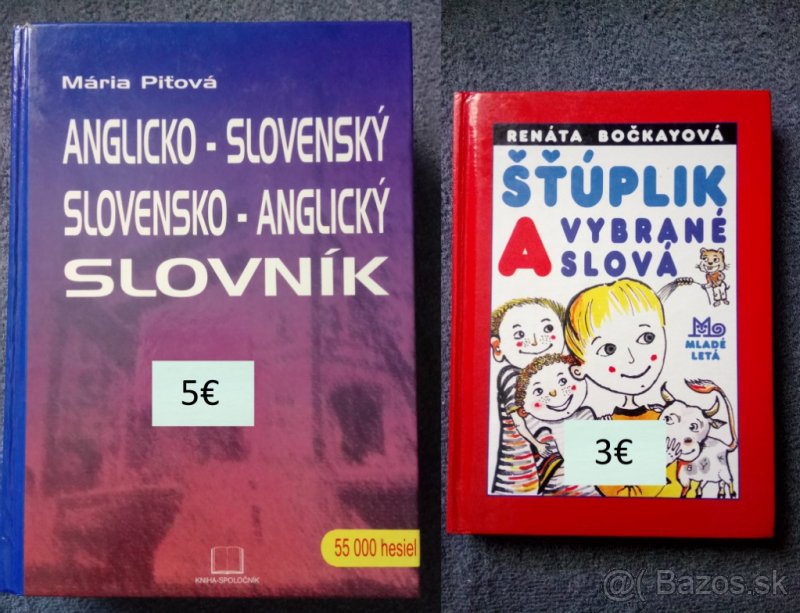 Mária Piťová
ANGLICKO - SLOVENSKÝ
SLOVENSKO - ANGLICKÝ
SLOVNÍK
5€
55 000 hesiel
KNIHA-SPOLOČNÍK
RENÁTA BOČKAYOVÁ
ŠŤÚPLIK
A VYBRANÉ
SLOVÁ
MLADÉ
LETÁ
3€
@( Bazos.sk